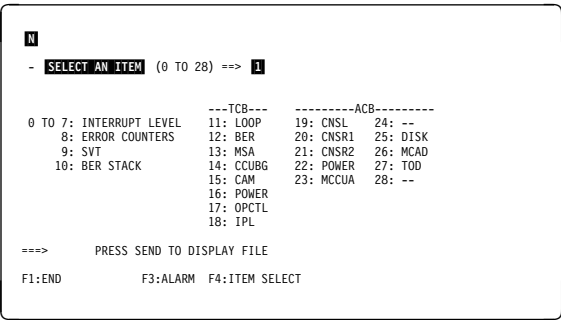 N
- SELECT AN ITEM (0 TO 28) ==> 1
---TCB--- ---------ACB---------
0 TO 7: INTERRUPT LEVEL 11: LOOP 19: CNSL 24: --
8: ERROR COUNTERS 12: BER 20: CNSR1 25: DISK
9: SVT 13: MSA 21: CNSR2 26: MCAD
10: BER STACK 14: CCUBG 22: POWER 27: TOD
15: CAM 23: MCCUA 28: --
16: POWER
17: OPCTL
18: IPL
===> PRESS SEND TO DISPLAY FILE
F1:END F3:ALARM F4:ITEM SELECT